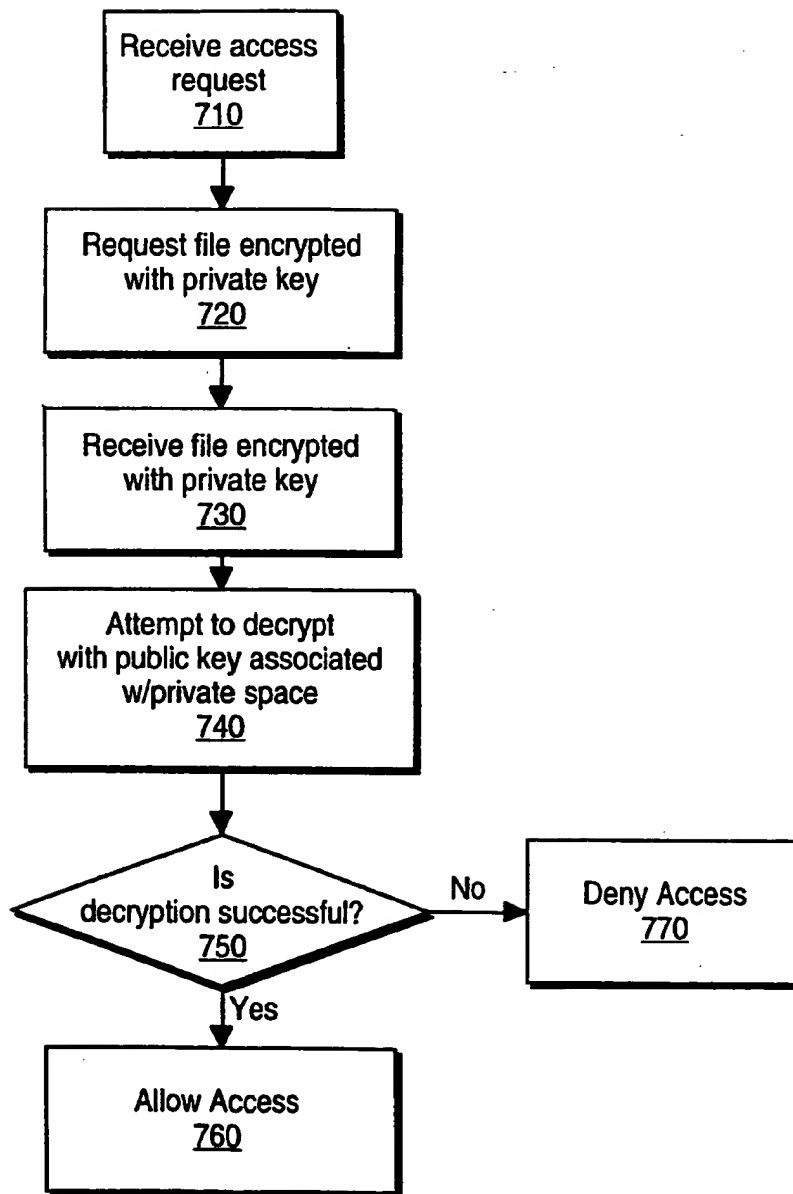 Receive access
request
710
Request file encrypted
with private key
720
Receive file encrypted
with private key
730
Attempt to decrypt
with public key associated
w/private space
740
Is
decryption successful?
750
No
Deny Access
770
Yes
Allow Access
760